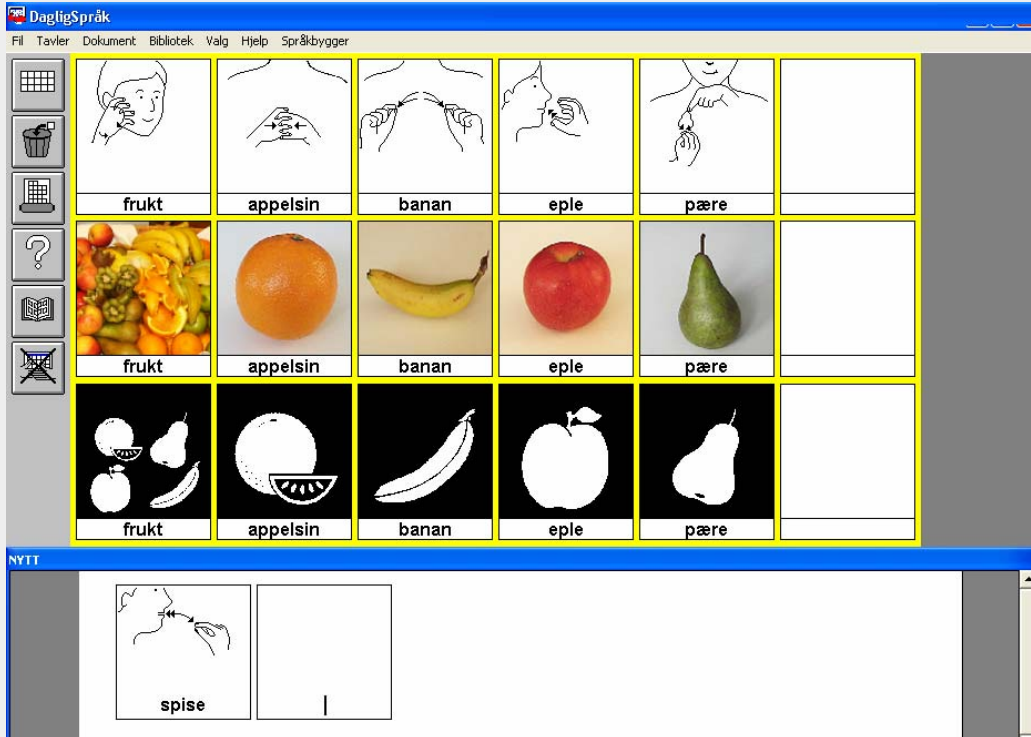 DagligSpråk
Fil Tavler Dokument Bibliotek Valg Hjelp Språkbygger
frukt appelsin banan eple pære
frukt appelsin banan eple pære
frukt appelsin banan eple pære
NYTT
spise